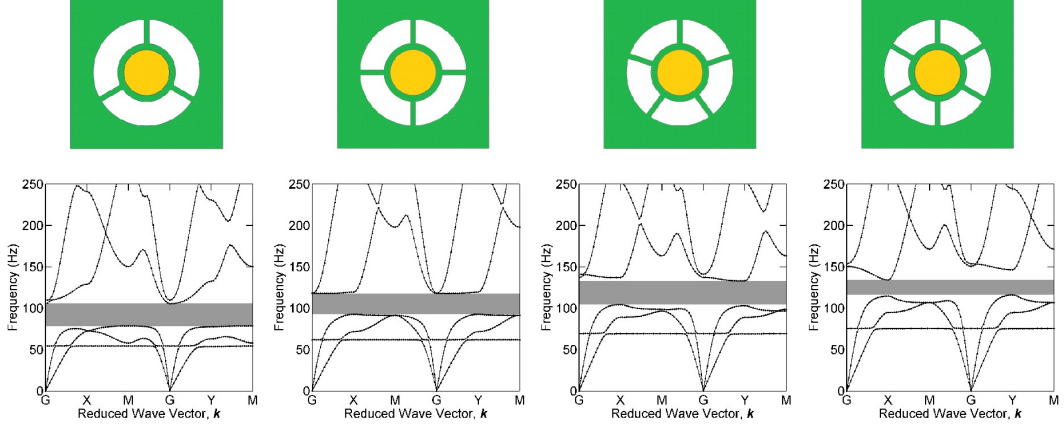 250 250 250 250
200 200 200 200
150 150 150 150
100 100 100 100
50 50 50 50
0 0 0 0
Frequency (Hz) Frequency (Hz) Frequency (Hz) Frequency (Hz)
G X M G Y M G X M G Y M G X M G Y M G X M G Y M
Reduced Wave Vector, k Reduced Wave Vector, k Reduced Wave Vector, k Reduced Wave Vector, k